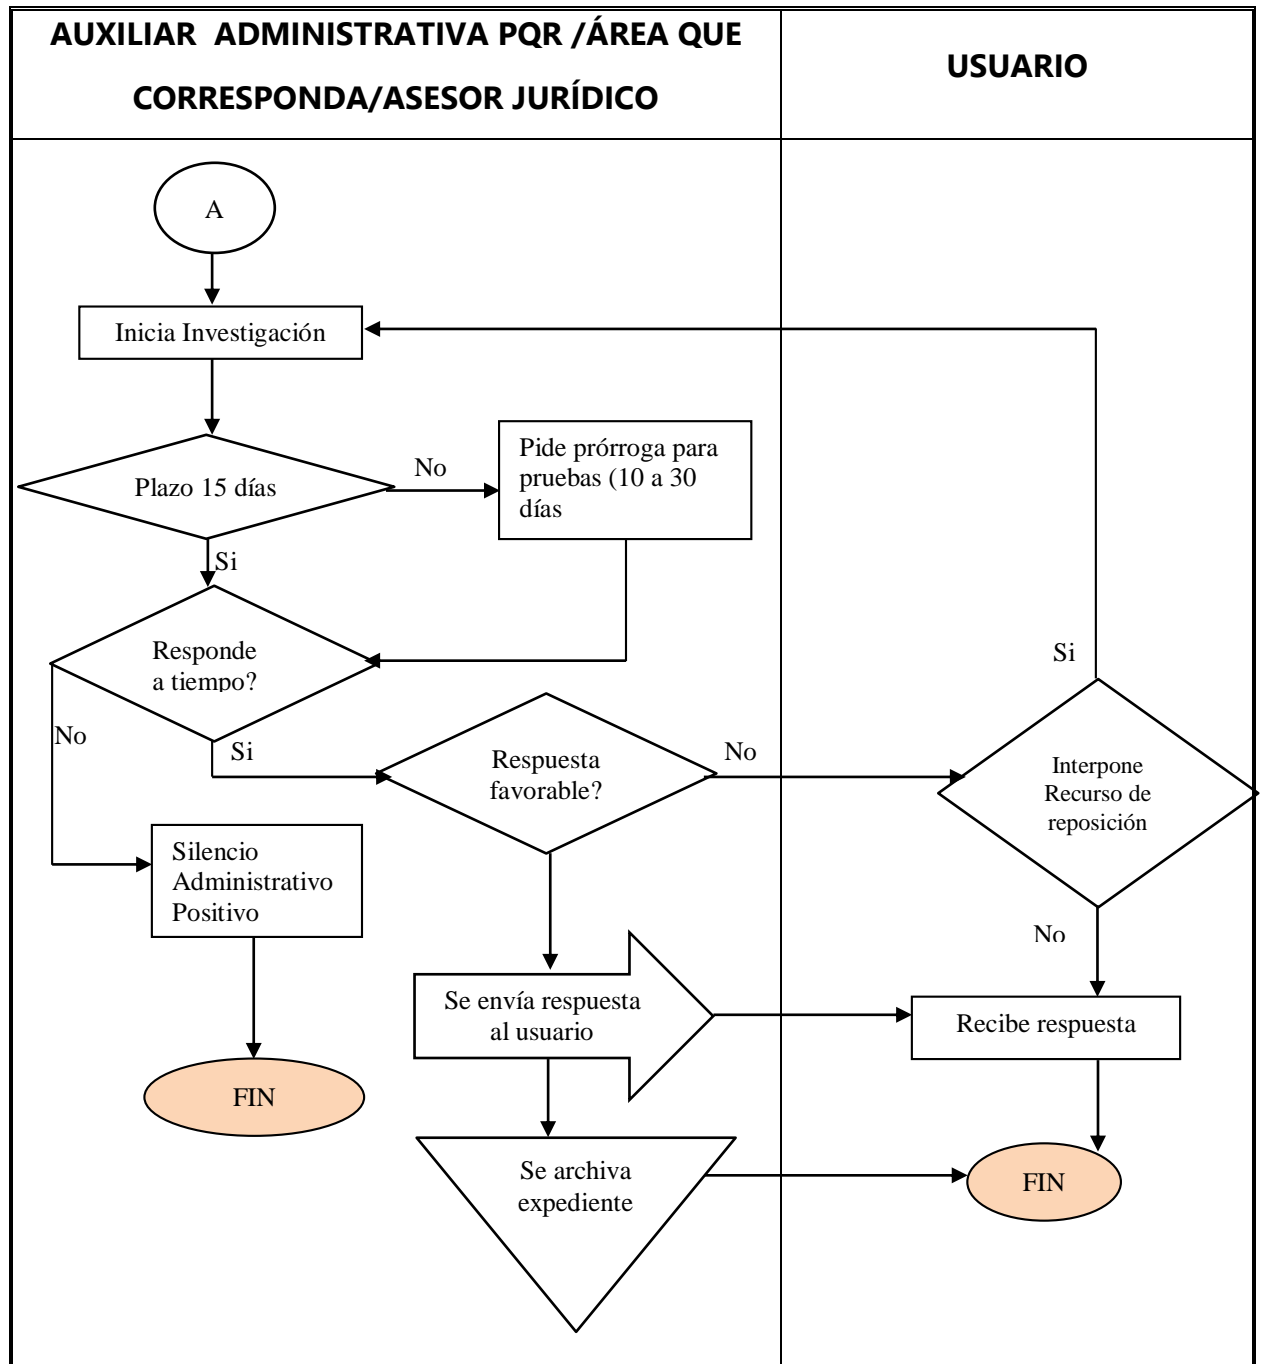 AUXILIAR ADMINISTRATIVA PQR /ÁREA QUE
CORRESPONDA/ASESOR JURÍDICO
USUARIO
A
Inicia Investigación
Plazo 15 días
No
Pide prórroga para
pruebas (10 a 30
días
Si
Responde
a tiempo?
Si
No
Si
Respuesta
favorable?
No
Interpone
Recurso de
reposición
Silencio
Administrativo
Positivo
No
Se envía respuesta
al usuario
Recibe respuesta
FIN
Se archiva
expediente
FIN